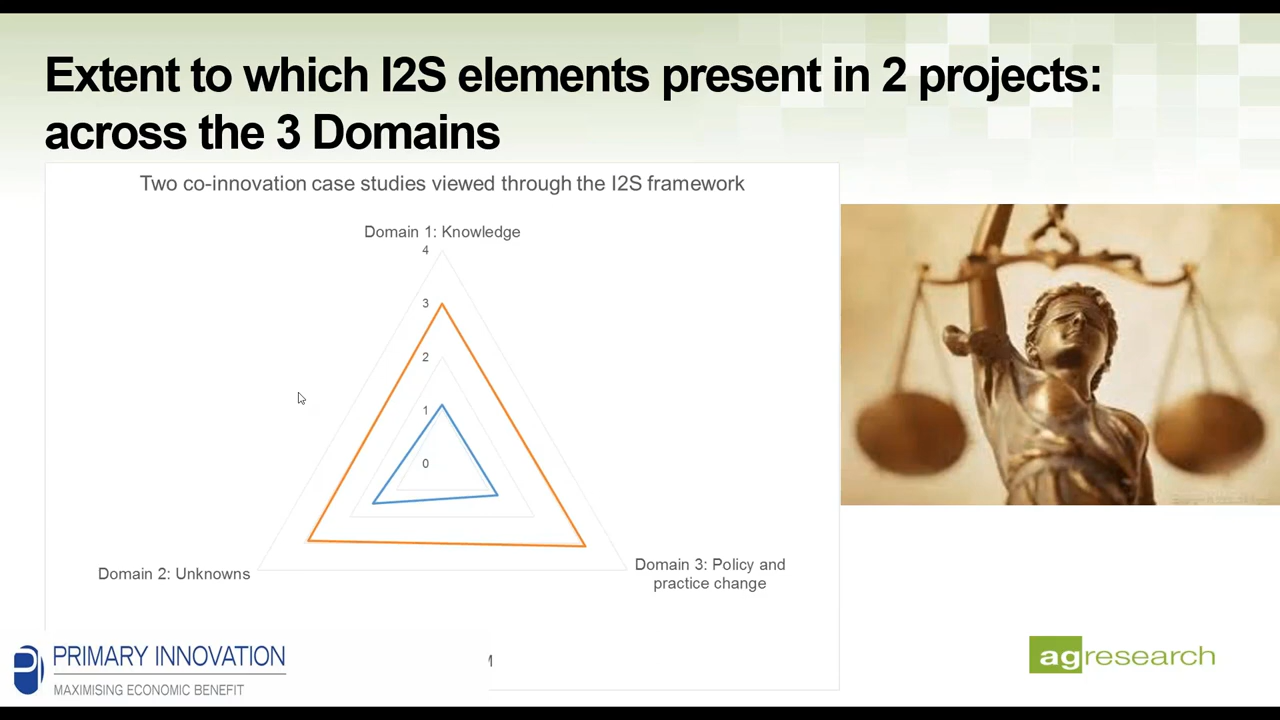 Extent to which I2S elements present in 2 projects:
across the 3 Domains
Two co-innovation case studies viewed through the I2S framework
Domain 1: Knowledge
4
3
2
1
0
Domain 2: Unknowns
Domain 3: Policy and
practice change
PRIMARY INNOVATION
MAXIMISING ECONOMIC BENEFIT
agresearch